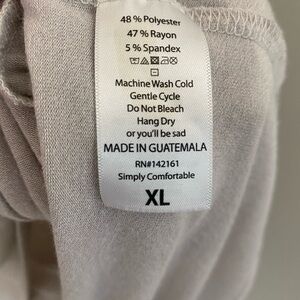 48 % Polyester
47 % Rayon
5 % Spandex
Machine Wash Cold
Gentle Cycle
Do Not Bleach
Hang Dry
or you'll be sad
MADE IN GUATEMALA
RN#142161
Simply Comfortable
XL